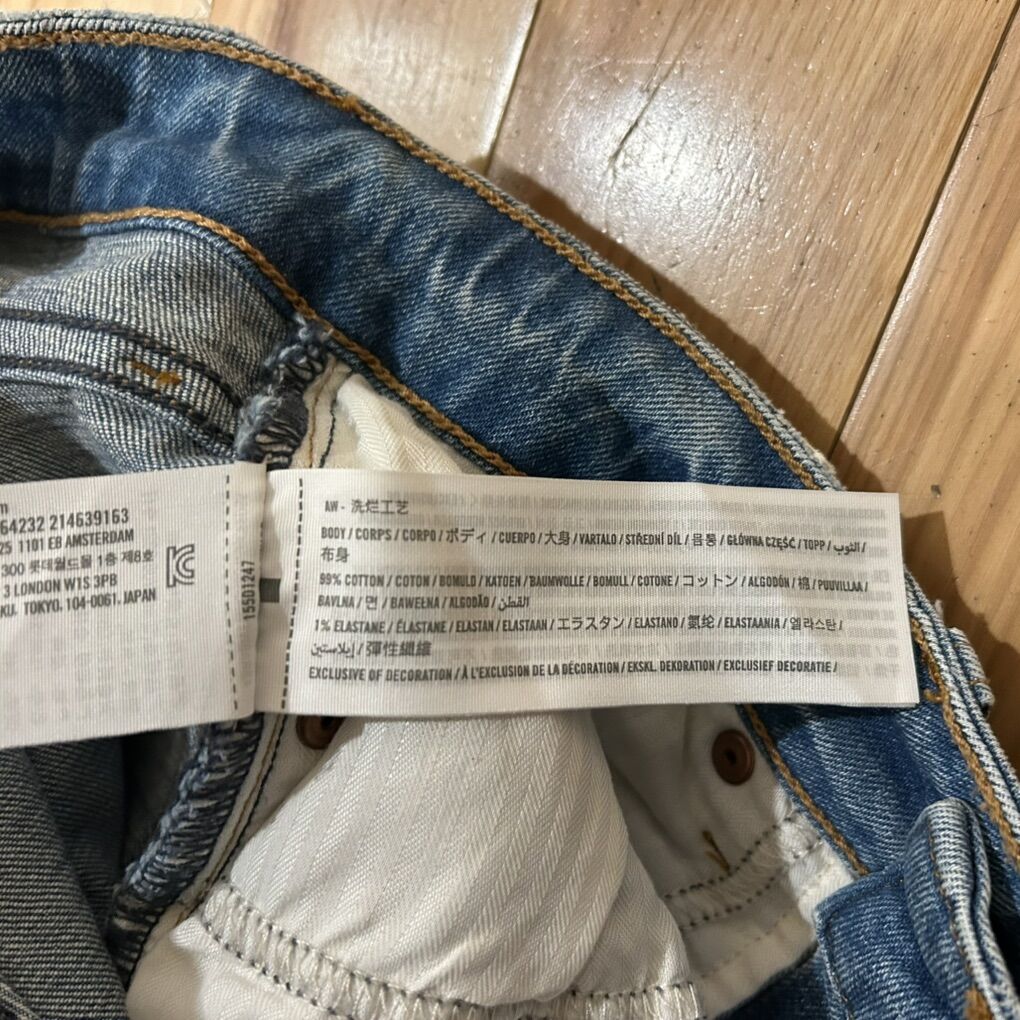 m
64232 214639163
25 1101 EB AMSTERDAM
300 롯데월드몰 1층 제8호
3 LONDON W1S 3PB
KU, TOKYO, 104-0061, JAPAN
KC
155D1247
AW - 洗烂工艺
BODY / CORPS / CORPO / ボディ / CUERPO / 大身 / VARTALO / STŘEDNÍ DÍL / 몸통 / GŁÓWNA CZĘŚĆ / TOPP / الثوب /
布身
99% COTTON / COTON / BOMULD / KATOEN / BAUMWOLLE / BOMULL / COTONE / コットン / ALGODÓN / 棉 / PUUVILLAA /
BAVLNA / 면 / BAWEŁNA / ALGODÃO / القطن /
1% ELASTANE / ÉLASTANE / ELASTAN / ELASTAAN / エラスタン / ELASTANO / 氨纶 / ELASTAANIA / 엘라스탄 /
إيلاستين / 彈性纖維
EXCLUSIVE OF DECORATION / À L'EXCLUSION DE LA DÉCORATION / EKSKL. DEKORATION / EXCLUSIEF DECORATIE /